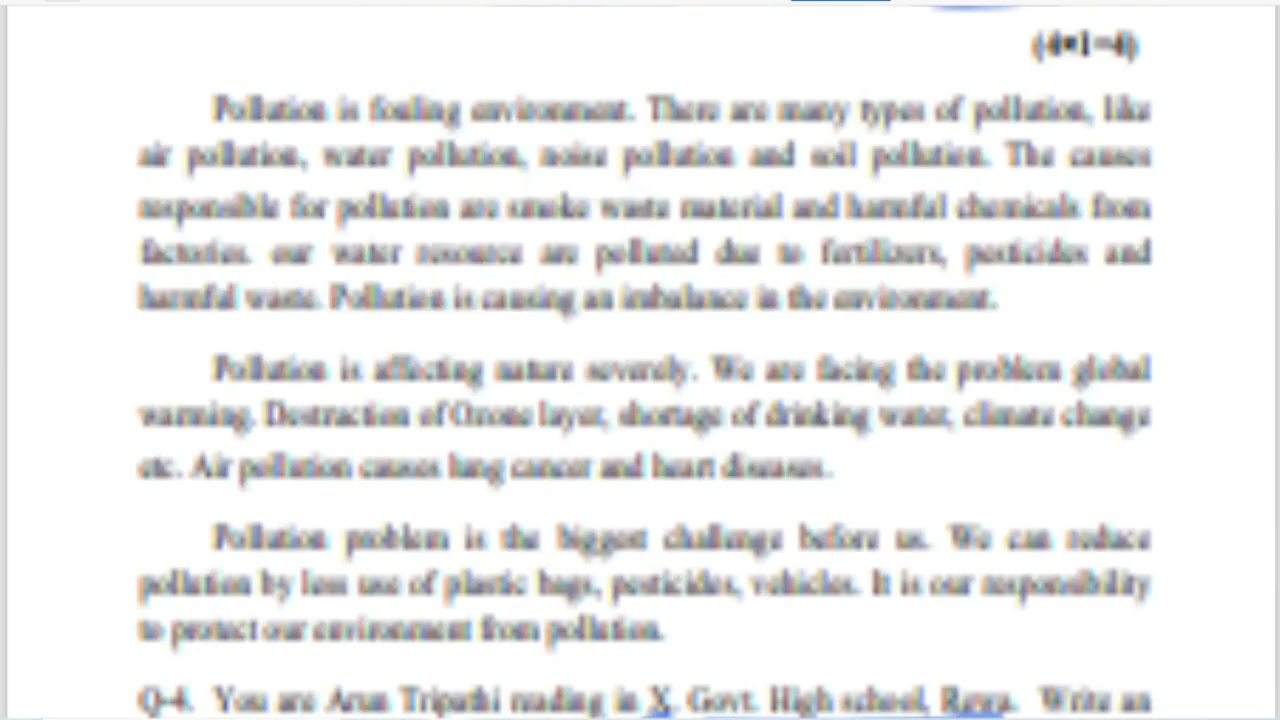 (4×1=4)
Pollution is fouling environment. There are many types of pollution, like
air pollution, water pollution, noise pollution and soil pollution. The causes
responsible for pollution are smoke waste material and harmful chemicals from
factories. our water resource are polluted due to fertilizers, pesticides and
harmful waste. Pollution is causing an imbalance in the environment.
Pollution is affecting nature severely. We are facing the problem global
warming. Destraction of Ozone layer, shortage of drinking water, climate change
etc. Air pollution causes lung cancer and heart diseases.
Pollution problem is the biggest challenge before us. We can reduce
pollution by less use of plastic bags, pesticides, vehicles. It is our responsibility
to protect our environment from pollution.
Q-4. You are Arun Tripathi reading in X. Govt. High school, Rewa. Write an